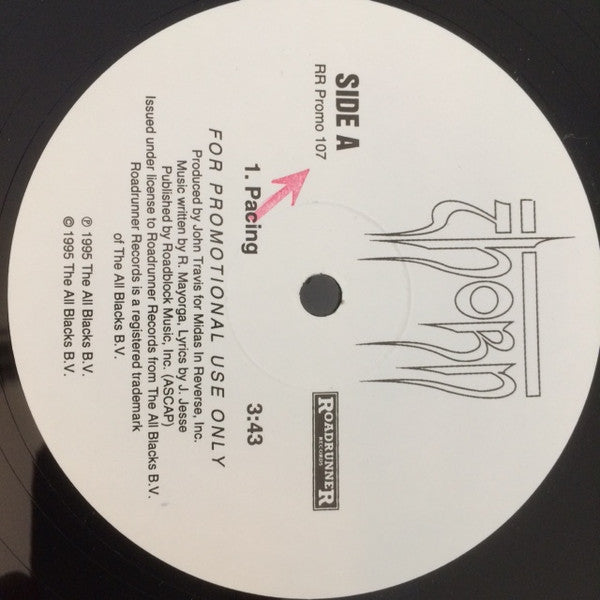 thorn
SIDE A
RR Promo 107
ROADRUNNER
RECORDS
1. Pacing 3:43
FOR PROMOTIONAL USE ONLY
Produced by John Travis for Midas In Reverse, Inc.
Music written by R. Mayorga, Lyrics by J. Jesse
Published by Roadblock Music, Inc. (ASCAP)
Issued under license to Roadrunner Records from The All Blacks B.V.
Roadrunner Records is a registered trademark
of The All Blacks B.V.
℗ 1995 The All Blacks B.V.
© 1995 The All Blacks B.V.